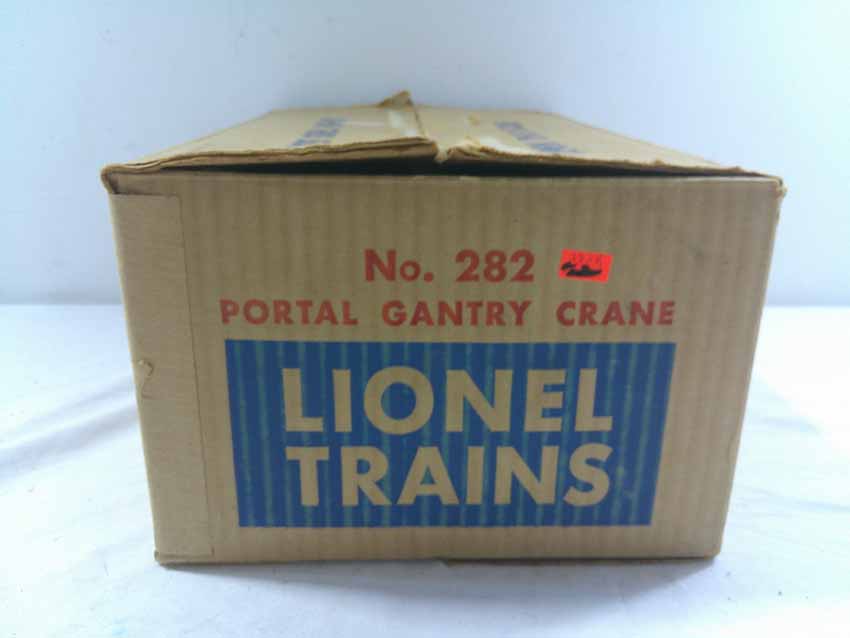 No. 282
PORTAL GANTRY CRANE
LIONEL
TRAINS